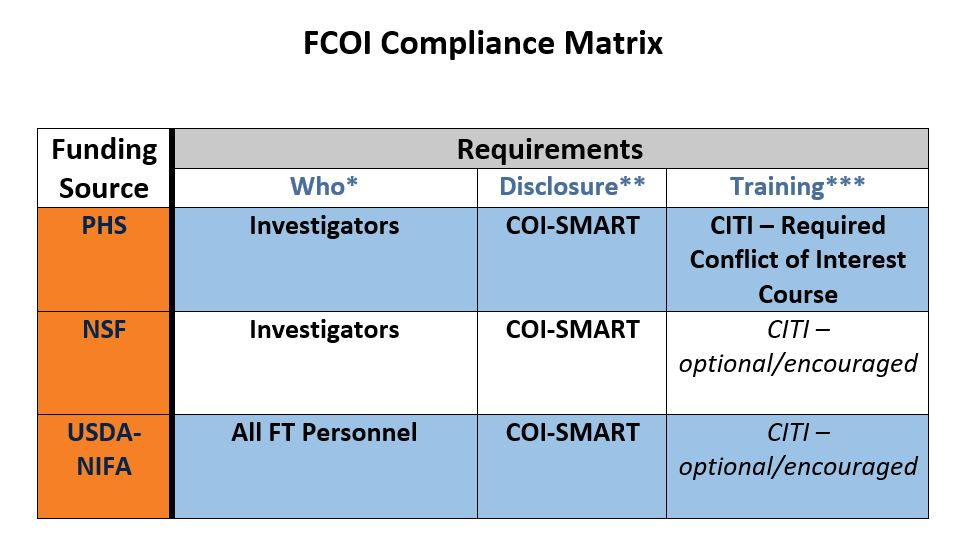 FCOI Compliance Matrix
Funding
Source
Requirements
Who*
Disclosure**
Training***
PHS
Investigators
COI-SMART
CITI – Required
Conflict of Interest
Course
NSF
Investigators
COI-SMART
CITI –
optional/encouraged
USDA-
NIFA
All FT Personnel
COI-SMART
CITI –
optional/encouraged